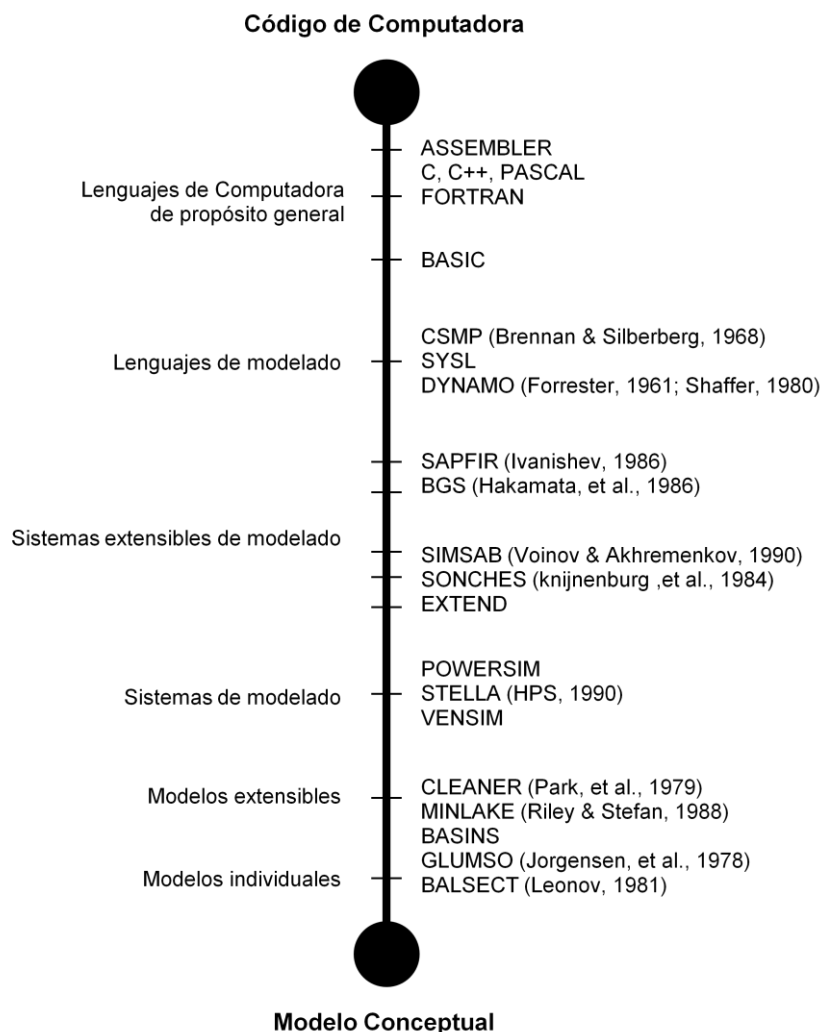 Código de Computadora
ASSEMBLER
C, C++, PASCAL
Lenguajes de Computadora
de propósito general
FORTRAN
BASIC
CSMP (Brennan & Silberberg, 1968)
Lenguajes de modelado
SYSL
DYNAMO (Forrester, 1961; Shaffer, 1980)
SAPFIR (Ivanishev, 1986)
BGS (Hakamata, et al., 1986)
Sistemas extensibles de modelado
SIMSAB (Voinov & Akhremenkov, 1990)
SONCHES (knijnenburg ,et al., 1984)
EXTEND
POWERSIM
Sistemas de modelado
STELLA (HPS, 1990)
VENSIM
CLEANER (Park, et al., 1979)
Modelos extensibles
MINLAKE (Riley & Stefan, 1988)
BASINS
GLUMSO (Jorgensen, et al., 1978)
Modelos individuales
BALSECT (Leonov, 1981)
Modelo Conceptual